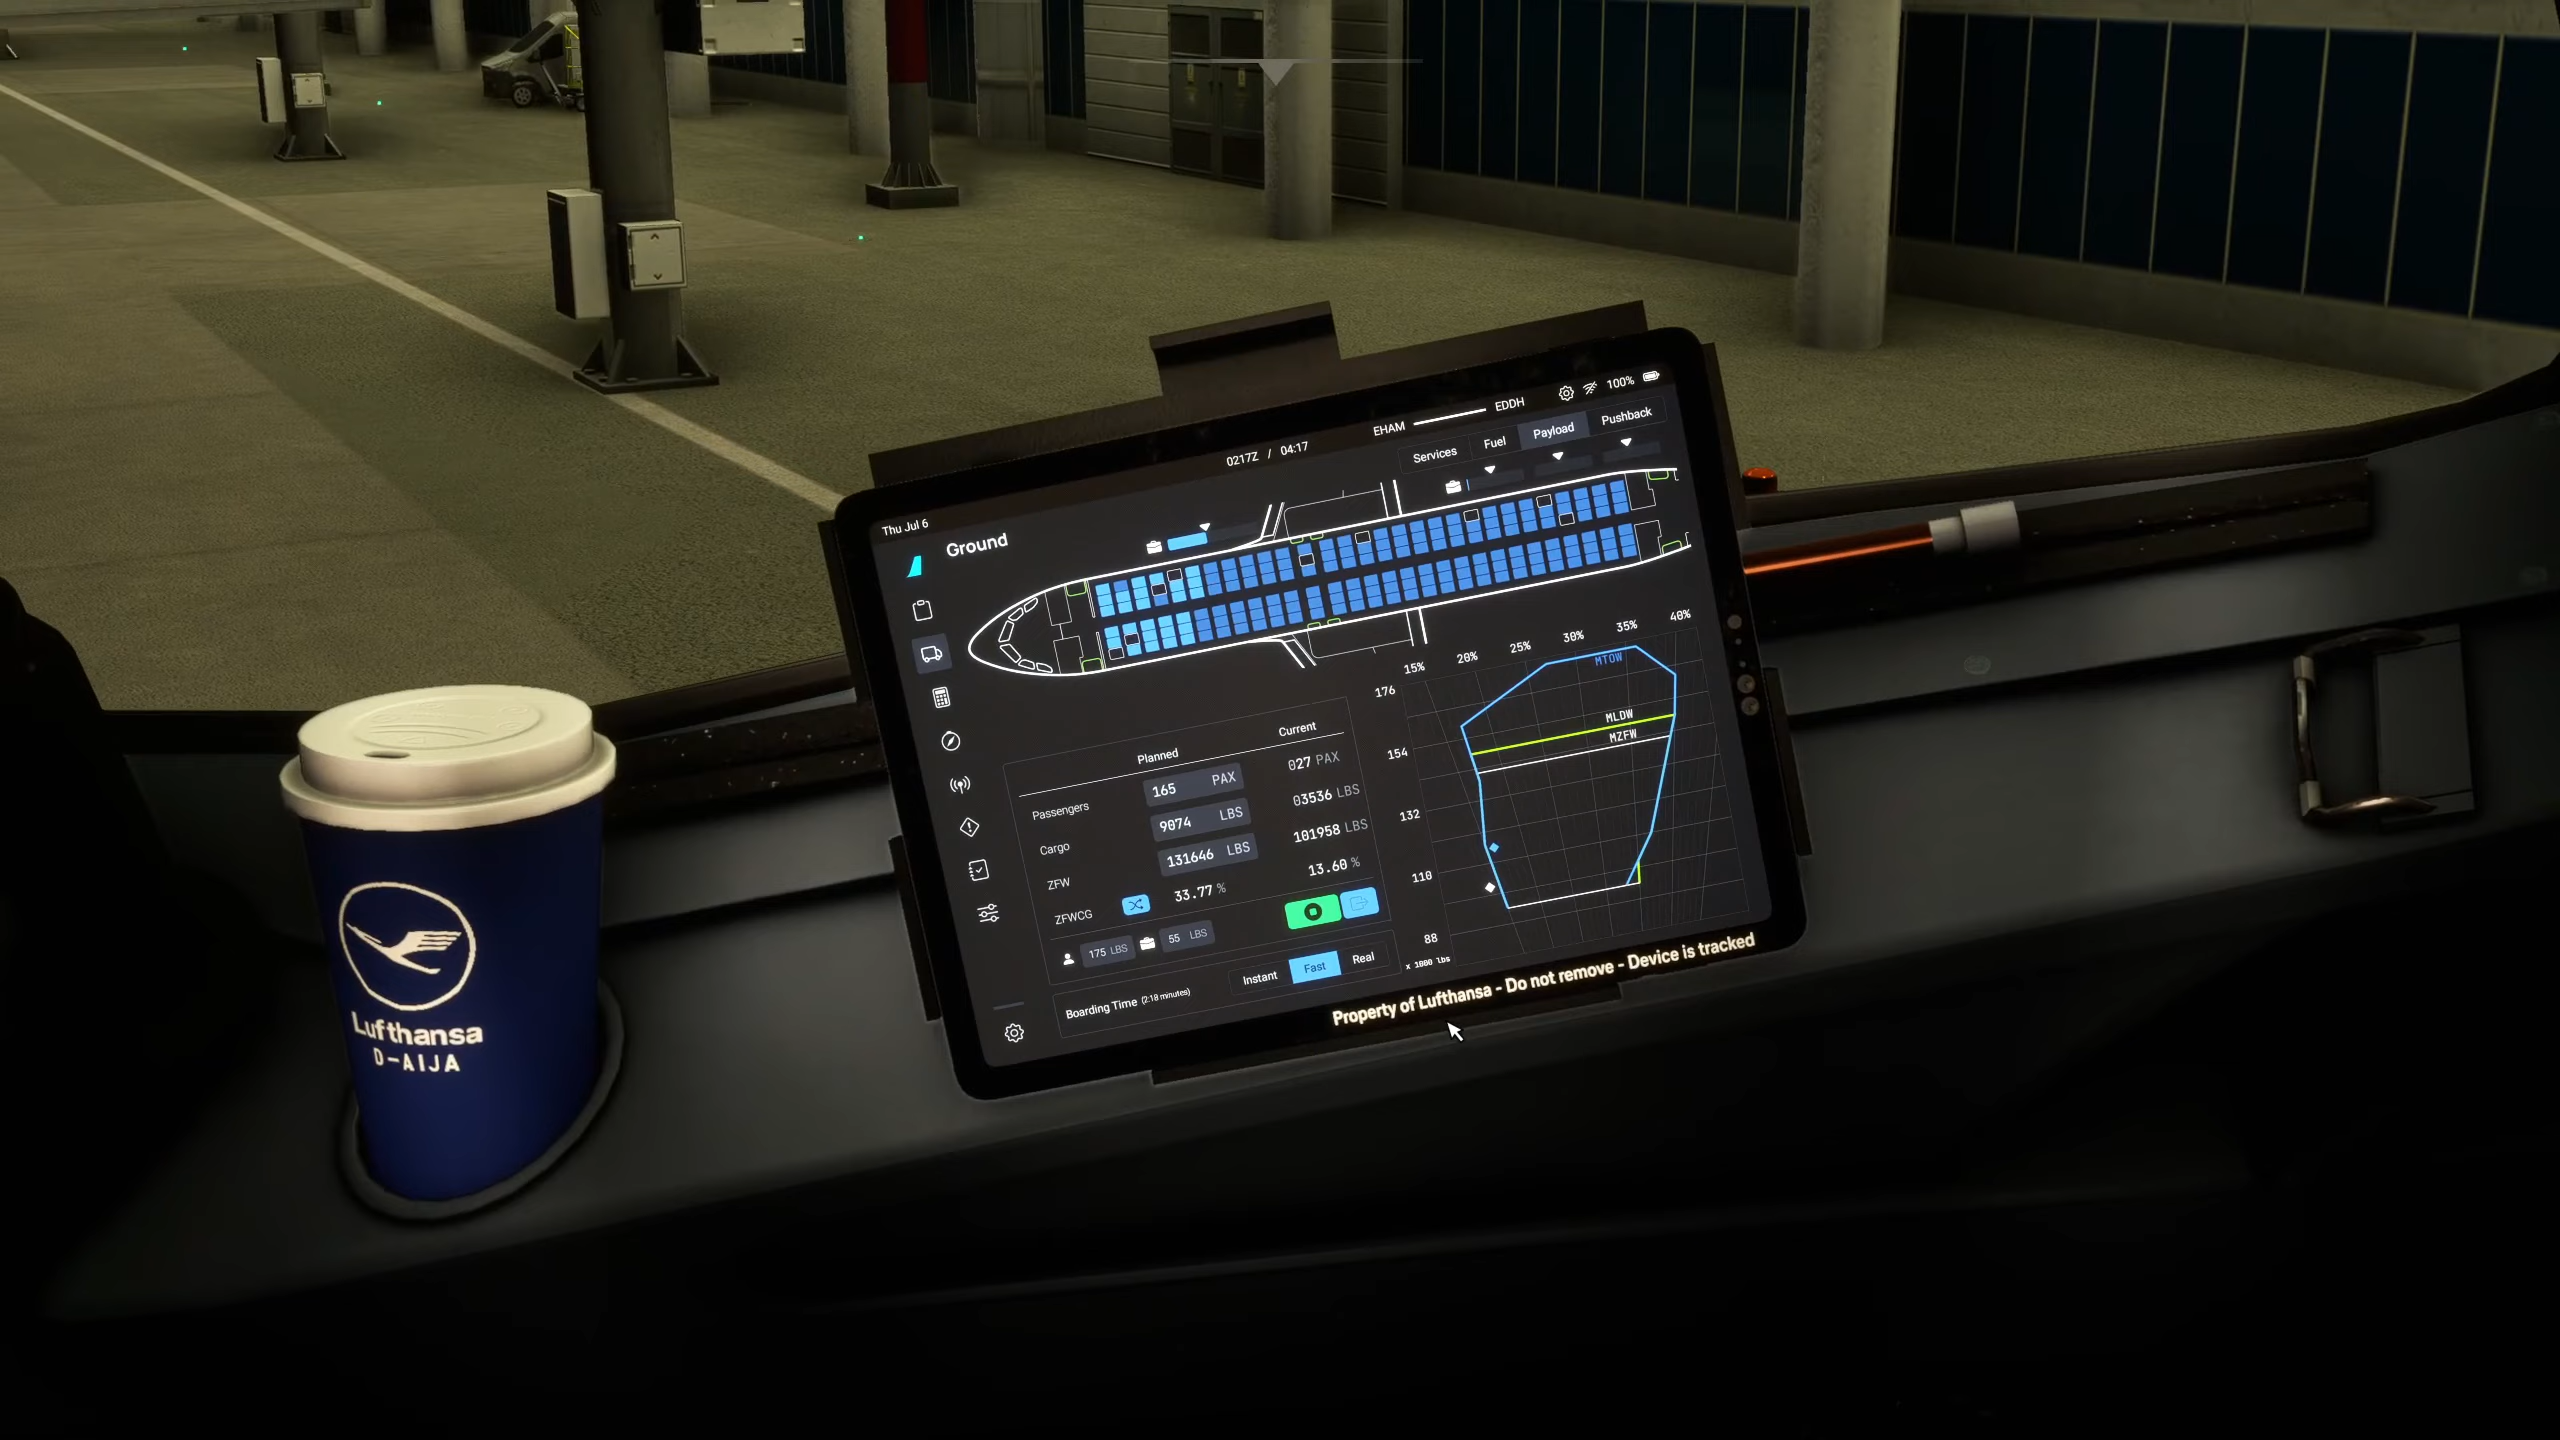 Thu Jul 6
0217Z / 04:17
EHAM
EDDH
100%
Ground
Services
Fuel
Payload
Pushback
Planned
Current
Passengers
165 PAX
027 PAX
Cargo
9074 LBS
03536 LBS
ZFW
131646 LBS
101958 LBS
ZFWCG
33.77 %
13.60 %
175 LBS
55 LBS
Boarding Time (2:18 minutes)
Instant
Fast
Real
15%
20%
25%
30%
35%
40%
176
154
132
110
88
x 1000 lbs
MTOW
MLDW
MZFW
Property of Lufthansa - Do not remove - Device is tracked
Lufthansa
D-AIJA